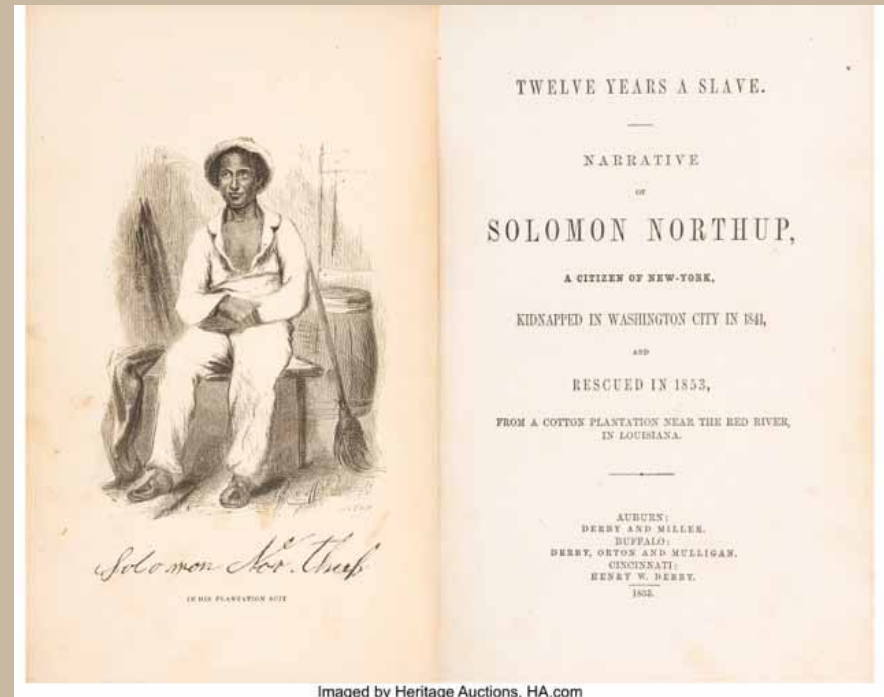 Solomon Northup
IN HIS PLANTATION SUIT
TWELVE YEARS A SLAVE.
NARRATIVE
OF
SOLOMON NORTHUP,
A CITIZEN OF NEW-YORK,
KIDNAPPED IN WASHINGTON CITY IN 1841,
AND
RESCUED IN 1853,
FROM A COTTON PLANTATION NEAR THE RED RIVER,
IN LOUISIANA.
AUBURN:
DERBY AND MILLER.
BUFFALO:
DERBY, ORTON AND MULLIGAN.
CINCINNATI:
HENRY W. DERBY.
1853.
Imaged by Heritage Auctions, HA.com